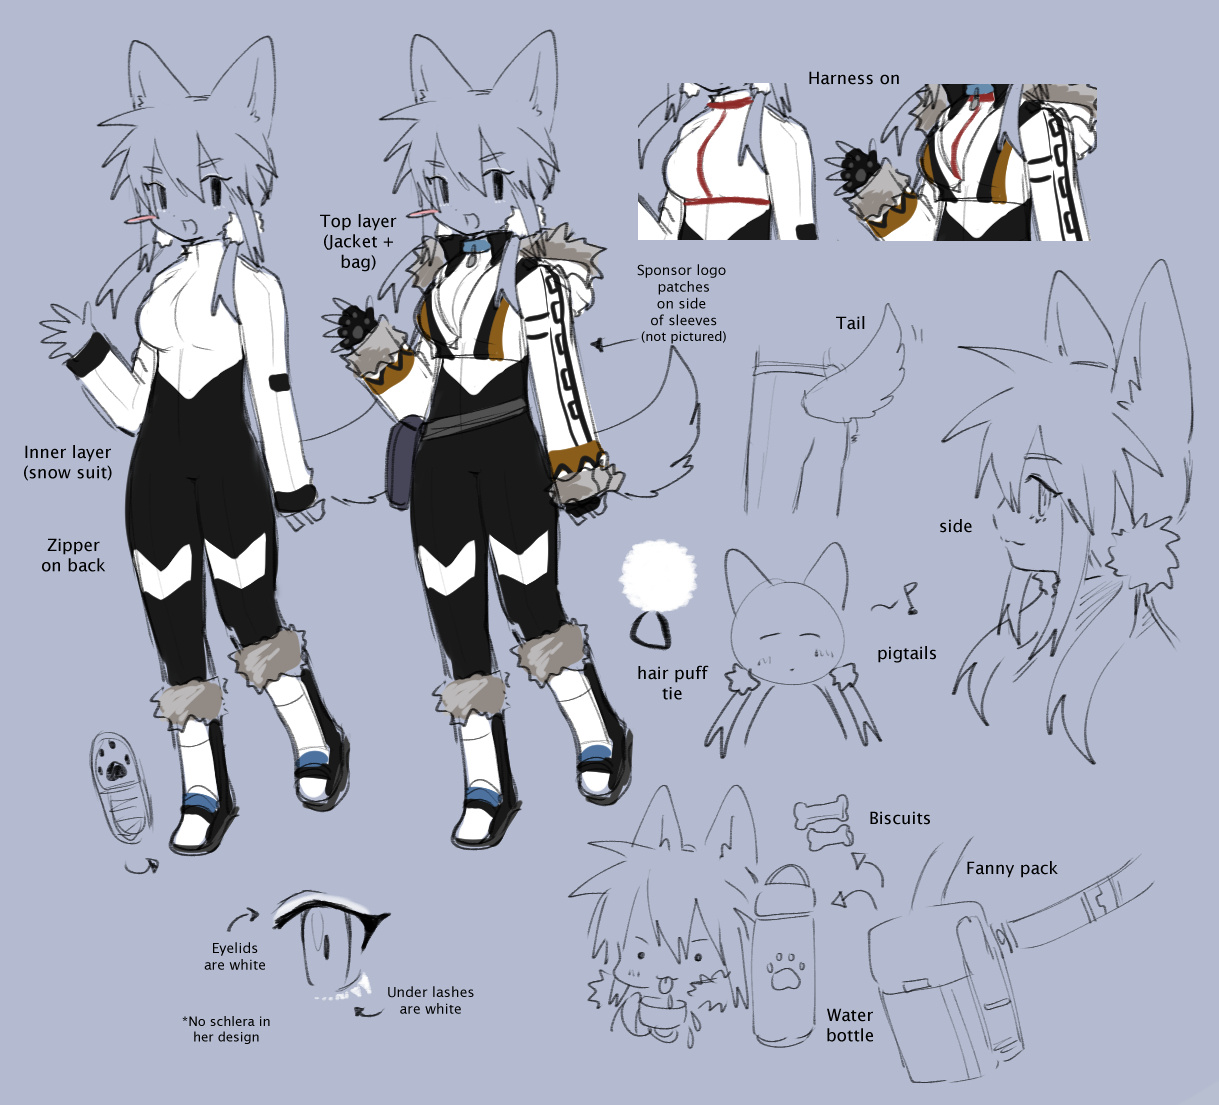 Harness on
Top layer
(Jacket +
bag)
Sponsor logo
patches
on side
of sleeves
(not pictured)
Tail
Inner layer
(snow suit)
side
Zipper
on back
hair puff
tie
pigtails
Biscuits
Fanny pack
Eyelids
are white
Under lashes
are white
*No schlera in
her design
Water
bottle